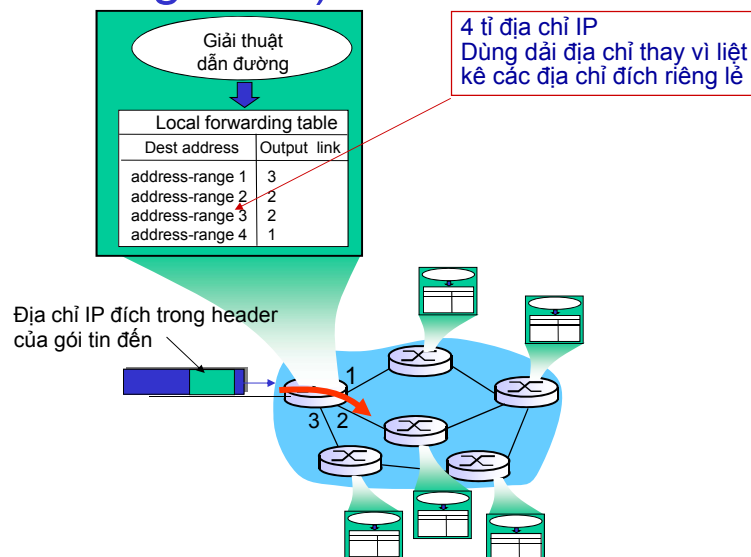 Giải thuật
dẫn đường
Local forwarding table
Dest address Output link
address-range 1 3
address-range 2 2
address-range 3 2
address-range 4 1
4 tỉ địa chỉ IP
Dùng dải địa chỉ thay vì liệt
kê các địa chỉ đích riêng lẻ
Địa chỉ IP đích trong header
của gói tin đến
1
3 2